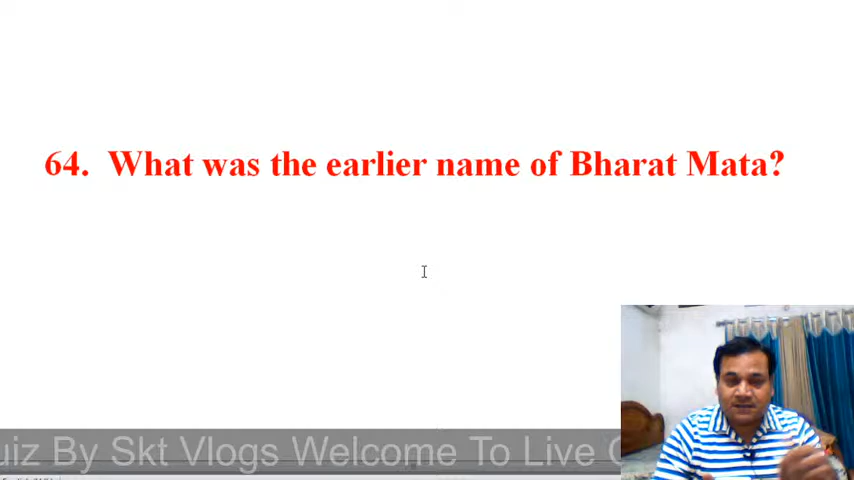 64. What was the earlier name of Bharat Mata?
uiz By Skt Vlogs Welcome To Live